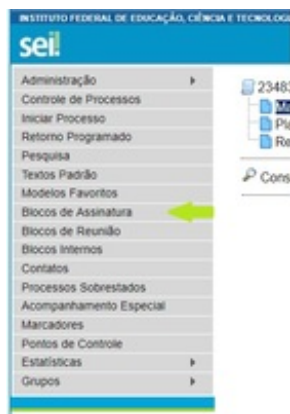 INSTITUTO FEDERAL DE EDUCAÇÃO, CIÊNCIA E TECNOLOGI
sei!
Administração
Controle de Processos
Iniciar Processo
Retorno Programado
Pesquisa
Textos Padrão
Modelos Favoritos
Blocos de Assinatura
Blocos de Reunião
Blocos Internos
Contatos
Processos Sobrestados
Acompanhamento Especial
Marcadores
Pontos de Controle
Estatísticas
Grupos
23483
Pla
Re
Cons